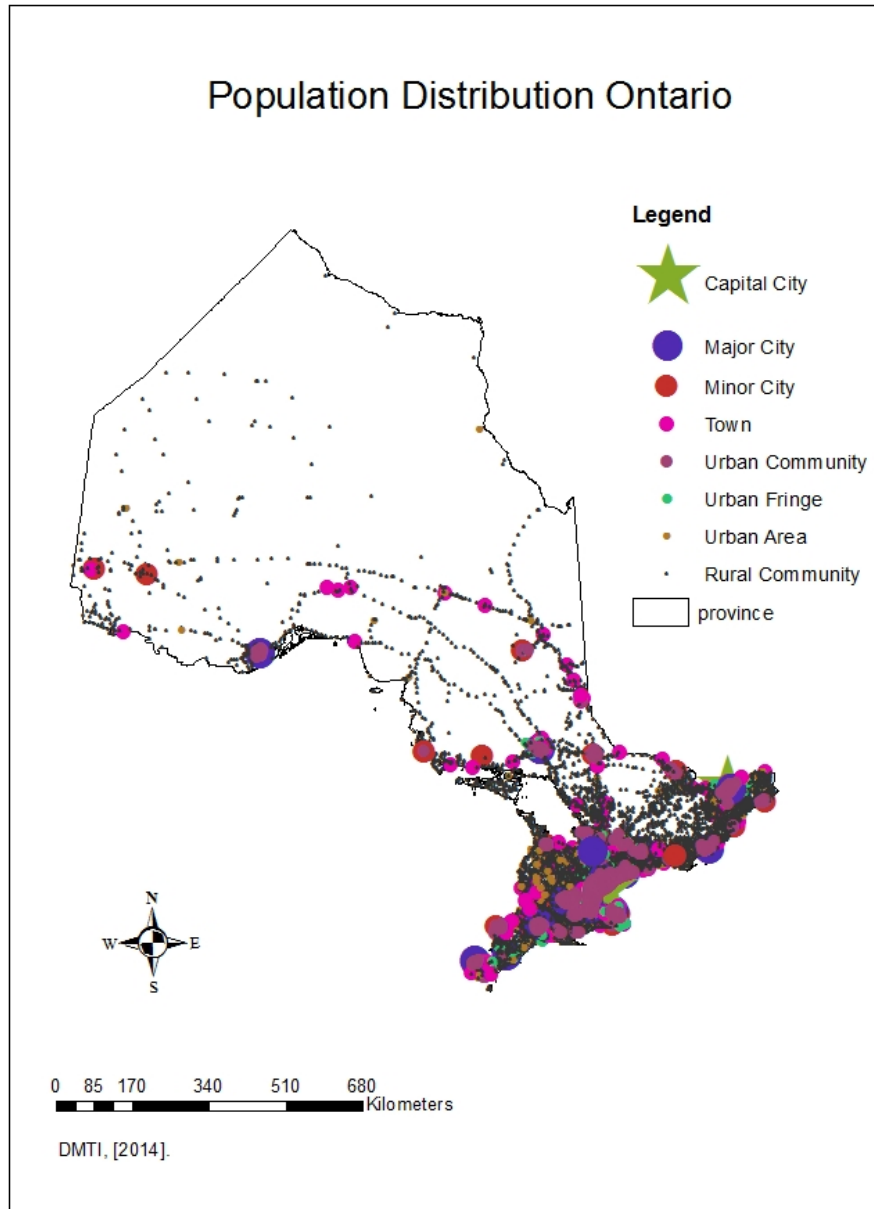 Population Distribution Ontario
Legend
Capital City
Major City
Minor City
Town
Urban Community
Urban Fringe
Urban Area
Rural Community
province
N
W E
S
0 85 170 340 510 680
Kilometers
DMTI, [2014].